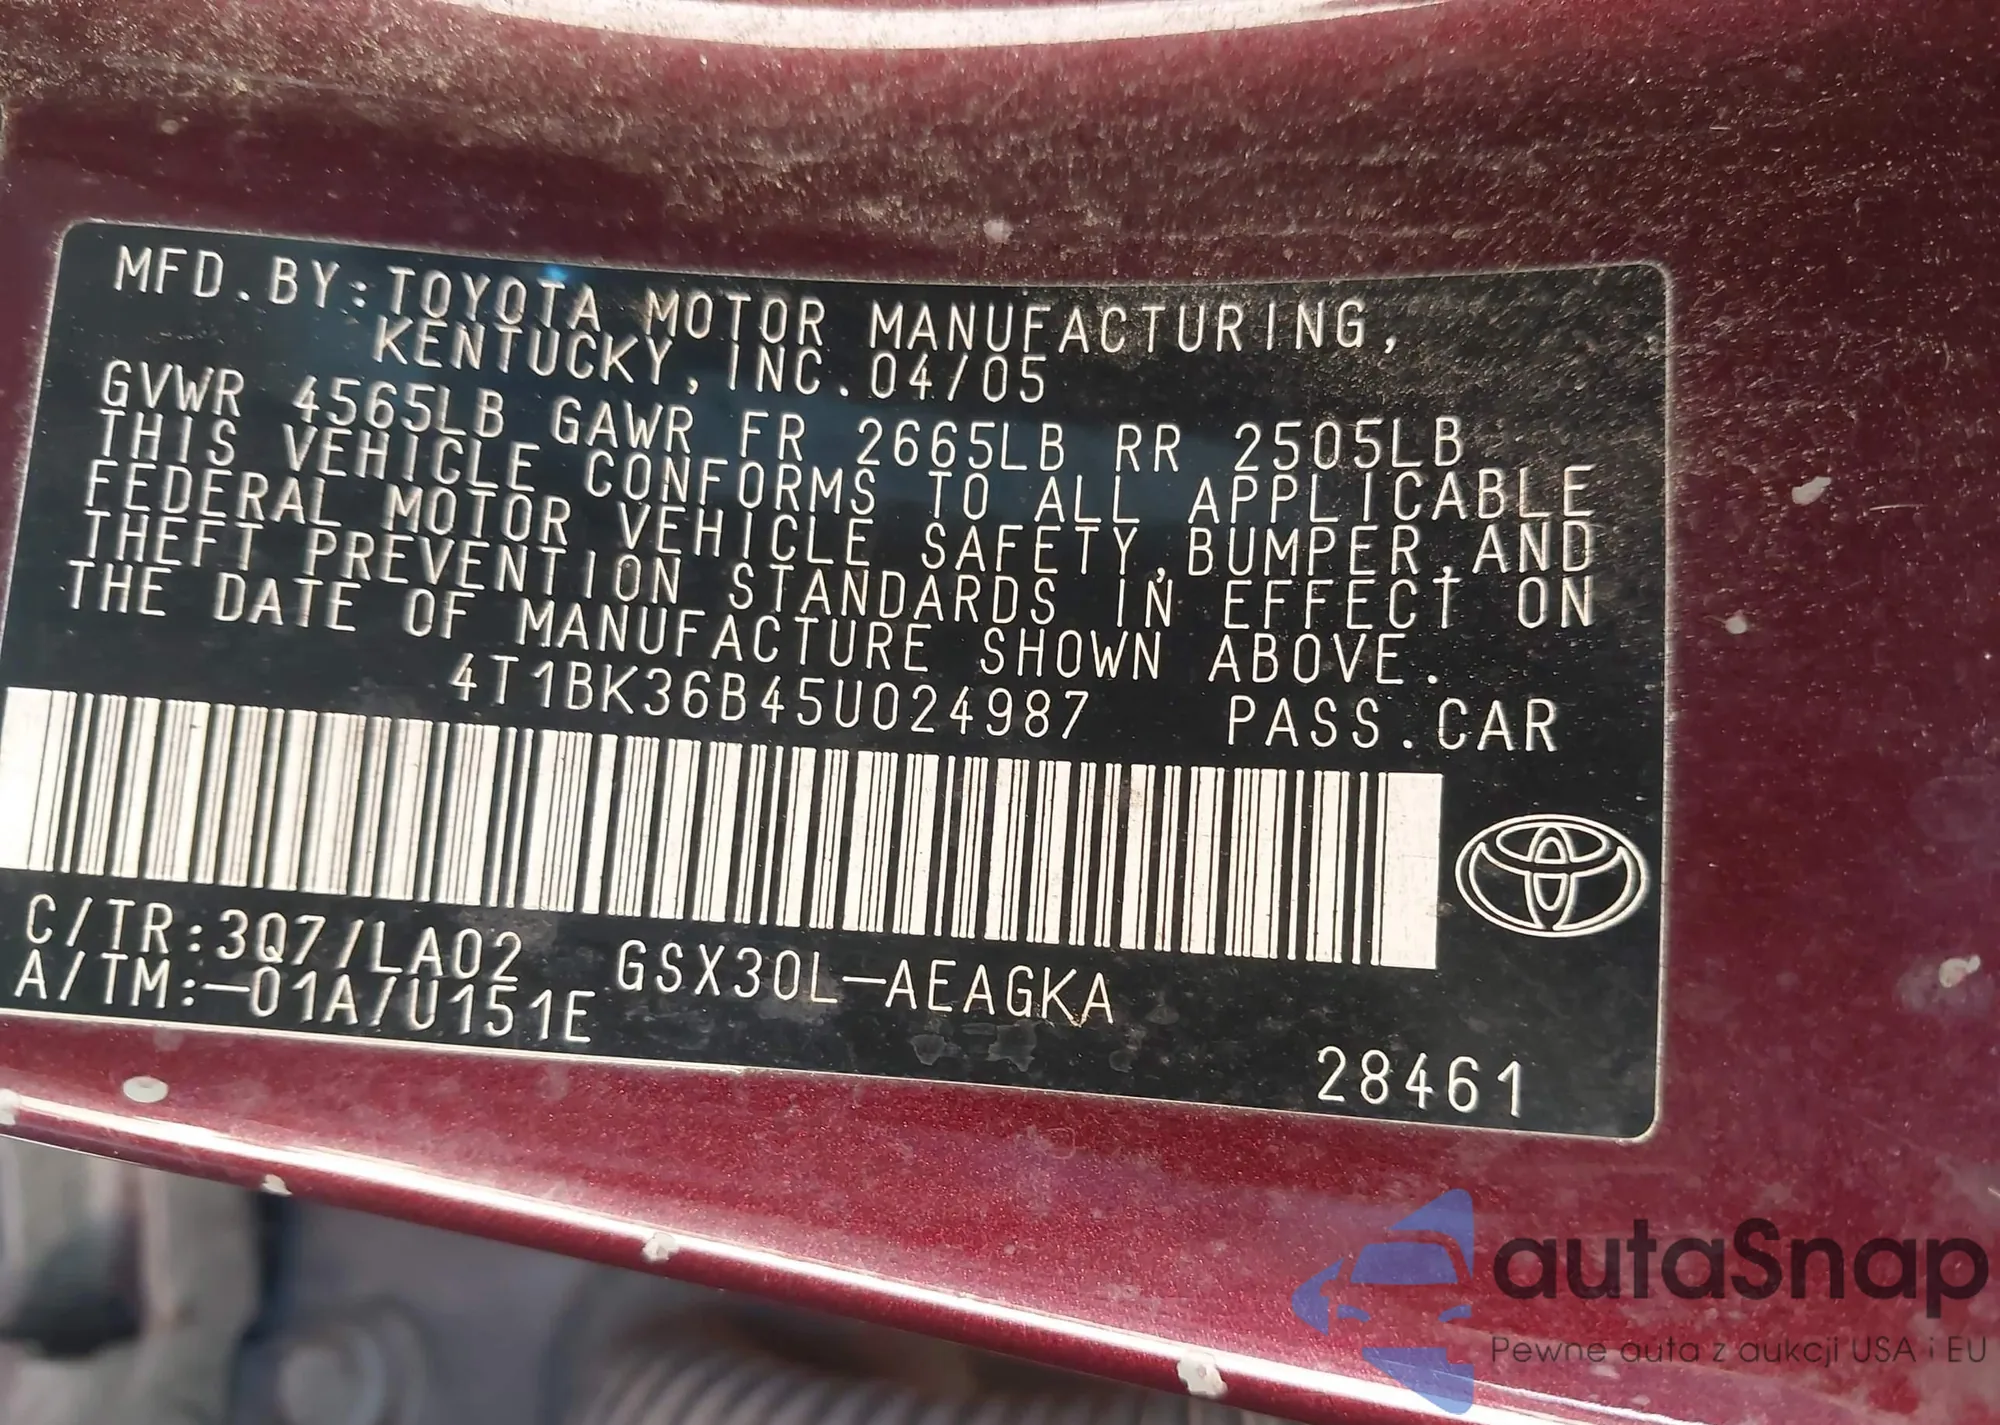 MFD.BY:TOYOTA MOTOR MANUFACTURING,
KENTUCKY, INC. 04/05
GVWR 4565LB GAWR FR 2665LB RR 2505LB
THIS VEHICLE CONFORMS TO ALL APPLICABLE
FEDERAL MOTOR VEHICLE SAFETY,BUMPER,AND
THEFT PREVENTION STANDARDS IN EFFECT ON
THE DATE OF MANUFACTURE SHOWN ABOVE.
4T1BK36B45U024987 PASS.CAR
C/TR:3Q7/LA02 GSX30L-AEAGKA
A/TM:-01A/U151E
28461
autaSnap
Pewne auta z aukcji USA i EU